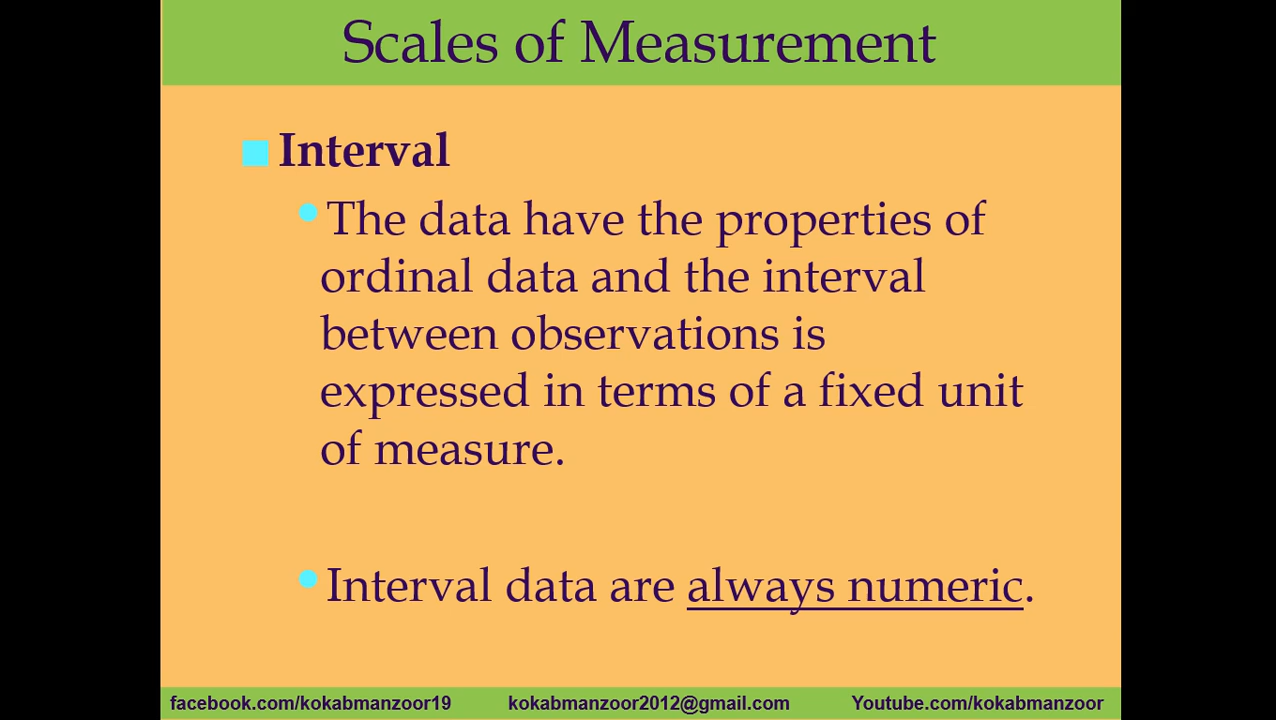 Scales of Measurement
Interval
The data have the properties of
ordinal data and the interval
between observations is
expressed in terms of a fixed unit
of measure.
Interval data are always numeric.
facebook.com/kokabmanzoor19 kokabmanzoor2012@gmail.com Youtube.com/kokabmanzoor